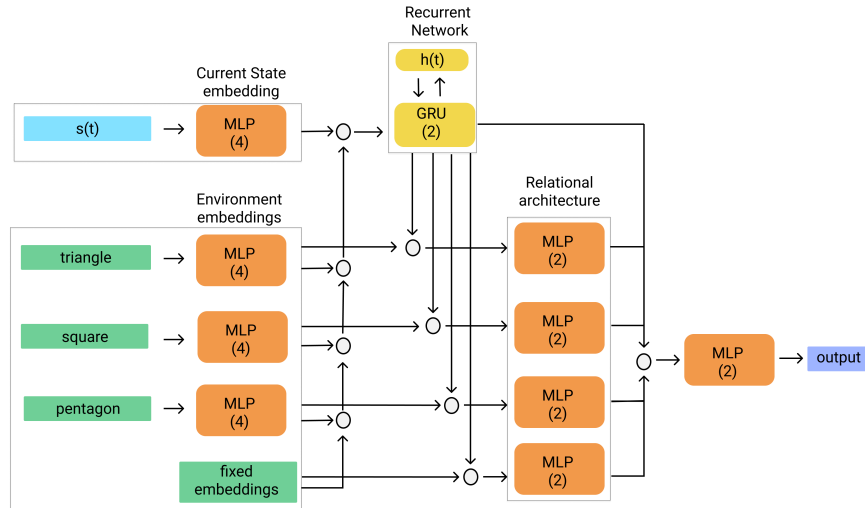 Recurrent
Network
h(t)
GRU
(2)
Current State
embedding
s(t)
MLP
(4)
Environment
embeddings
triangle
MLP
(4)
square
MLP
(4)
pentagon
MLP
(4)
fixed
embeddings
Relational
architecture
MLP
(2)
MLP
(2)
MLP
(2)
MLP
(2)
MLP
(2)
output